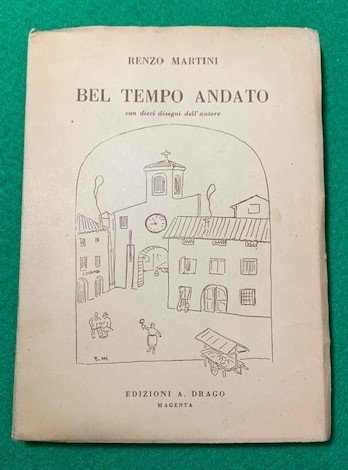 RENZO MARTINI
BEL TEMPO ANDATO
con dieci disegni dell'autore
R. M.
EDIZIONI A. DRAGO
MAGENTA